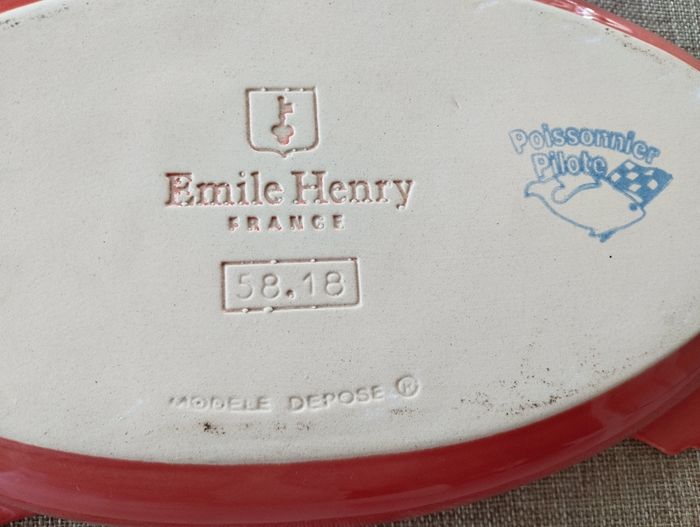 Emile Henry
FRANCE
58.18
MODELE DEPOSE ®
Poissonnier
Pilote